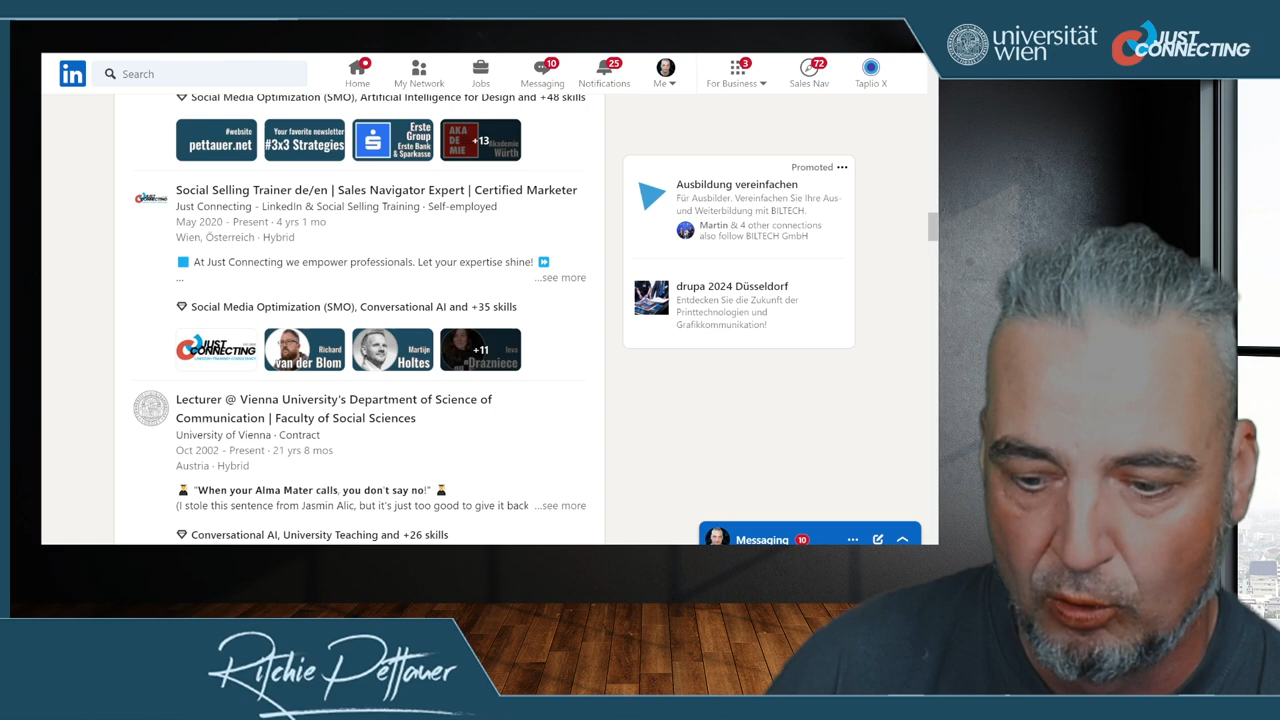 universität
wien
JUST
CONNECTING
in
Search
Home
My Network
Jobs
10
Messaging
25
Notifications
Me
3
For Business
72
Sales Nav
Taplio X
Social Media Optimization (SMO), Artificial Intelligence for Design and +48 skills
#website
pettauer.net
Your favorite newsletter
#3x3 Strategies
Erste
Group
Erste Bank
& Sparkasse
AKA
DE
MIE
+13
Akademie
Würth
Social Selling Trainer de/en | Sales Navigator Expert | Certified Marketer
Just Connecting - LinkedIn & Social Selling Training · Self-employed
May 2020 - Present · 4 yrs 1 mo
Wien, Österreich · Hybrid
At Just Connecting we empower professionals. Let your expertise shine!
...
...see more
Social Media Optimization (SMO), Conversational AI and +35 skills
JUST
CONNECTING
Richard
van der Blom
Martijn
Holtes
+11
Ieva
Drazniece
Lecturer @ Vienna University's Department of Science of
Communication | Faculty of Social Sciences
University of Vienna · Contract
Oct 2002 - Present · 21 yrs 8 mos
Austria · Hybrid
"When your Alma Mater calls, you don't say no!"
(I stole this sentence from Jasmin Alic, but it's just too good to give it back ...see more
Conversational AI, University Teaching and +26 skills
Promoted
Ausbildung vereinfachen
Für Ausbilder. Vereinfachen Sie Ihre Aus-
und Weiterbildung mit BILTECH.
Martin & 4 other connections
also follow BILTECH GmbH
drupa 2024 Düsseldorf
Entdecken Sie die Zukunft der
Printtechnologien und
Grafikkommunikation!
Messaging 10
Ritchie Pettauer